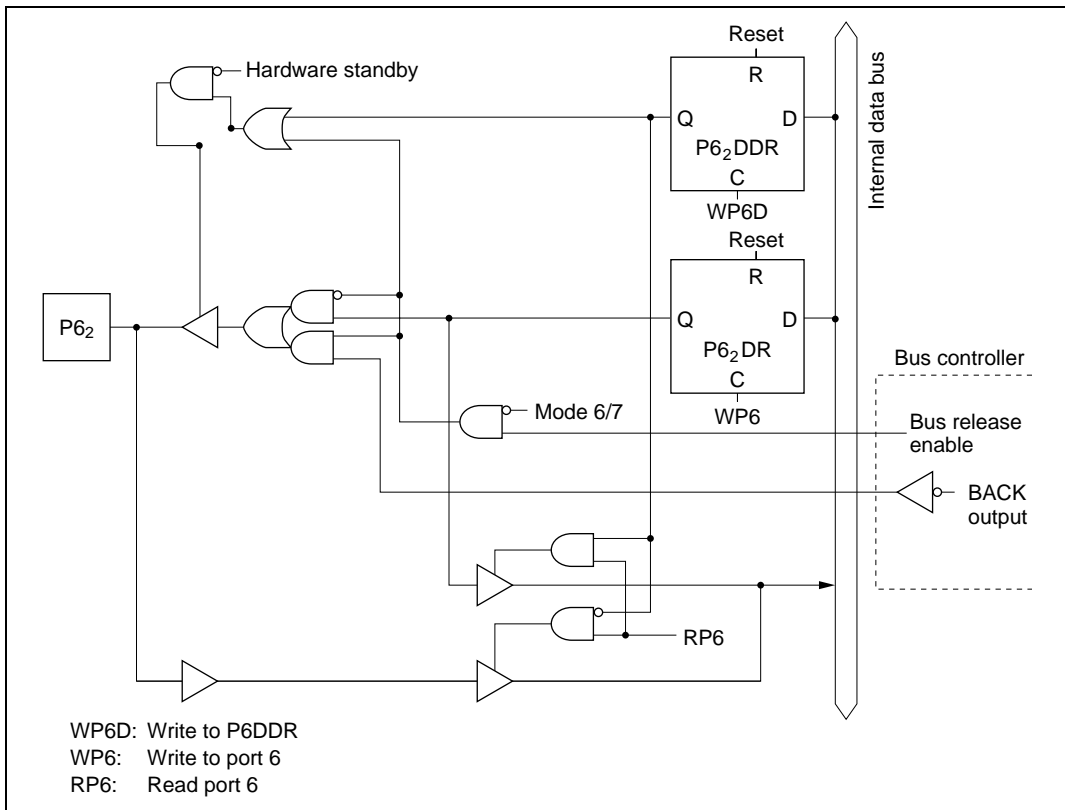 Reset
Hardware standby
R
Q
D
P6₂DDR
C
WP6D
Internal data bus
Reset
R
P6₂
Q
D
P6₂DR
C
WP6
Bus controller
Mode 6/7
Bus release
enable
BACK
output
RP6
WP6D: Write to P6DDR
WP6: Write to port 6
RP6: Read port 6